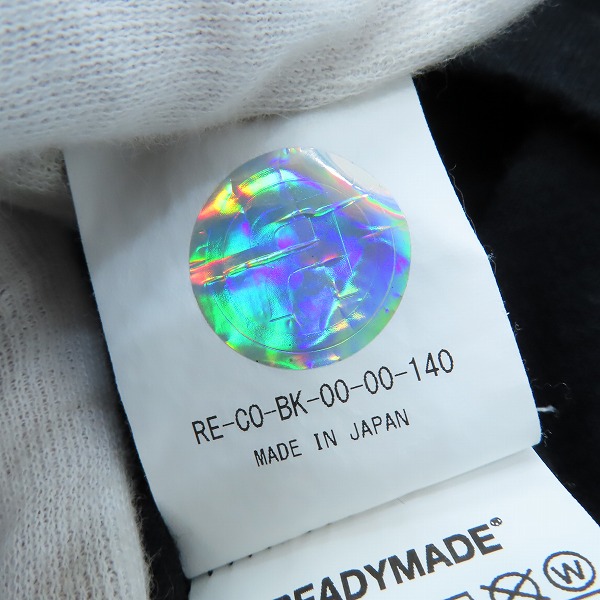 RE-CO-BK-00-00-140
MADE IN JAPAN
READYMADE®
W